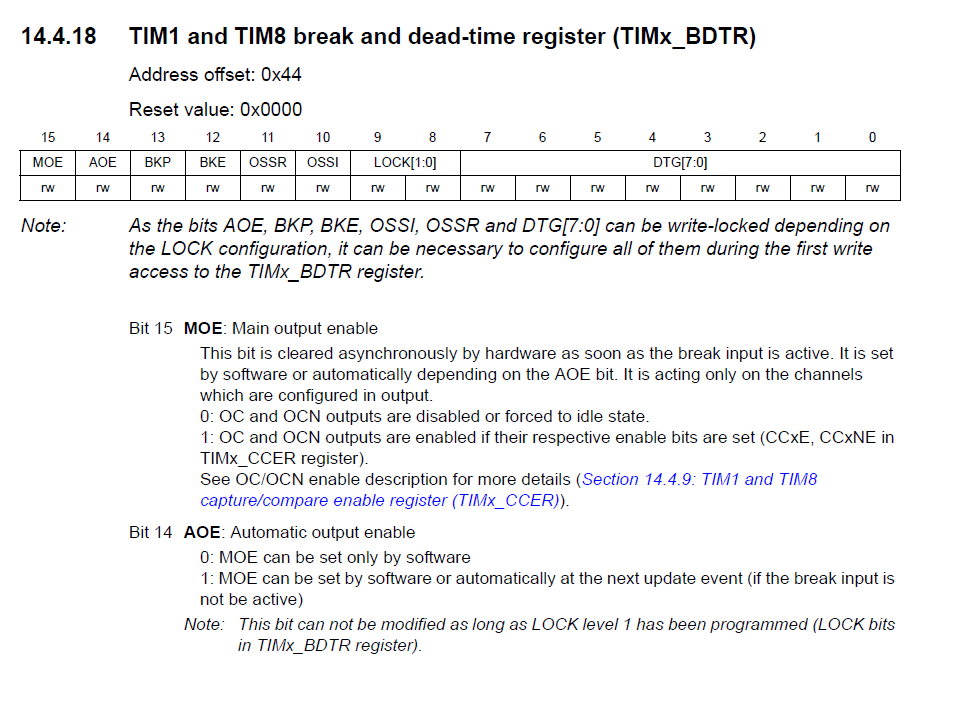 14.4.18 TIM1 and TIM8 break and dead-time register (TIMx_BDTR)
Address offset: 0x44
Reset value: 0x0000
15 14 13 12 11 10 9 8 7 6 5 4 3 2 1 0
MOE AOE BKP BKE OSSR OSSI LOCK[1:0] DTG[7:0]
rw rw rw rw rw rw rw rw rw rw rw rw rw rw rw rw
Note: As the bits AOE, BKP, BKE, OSSI, OSSR and DTG[7:0] can be write-locked depending on
the LOCK configuration, it can be necessary to configure all of them during the first write
access to the TIMx_BDTR register.
Bit 15 MOE: Main output enable
This bit is cleared asynchronously by hardware as soon as the break input is active. It is set
by software or automatically depending on the AOE bit. It is acting only on the channels
which are configured in output.
0: OC and OCN outputs are disabled or forced to idle state.
1: OC and OCN outputs are enabled if their respective enable bits are set (CCxE, CCxNE in
TIMx_CCER register).
See OC/OCN enable description for more details (Section 14.4.9: TIM1 and TIM8
capture/compare enable register (TIMx_CCER)).
Bit 14 AOE: Automatic output enable
0: MOE can be set only by software
1: MOE can be set by software or automatically at the next update event (if the break input is
not be active)
Note: This bit can not be modified as long as LOCK level 1 has been programmed (LOCK bits
in TIMx_BDTR register).